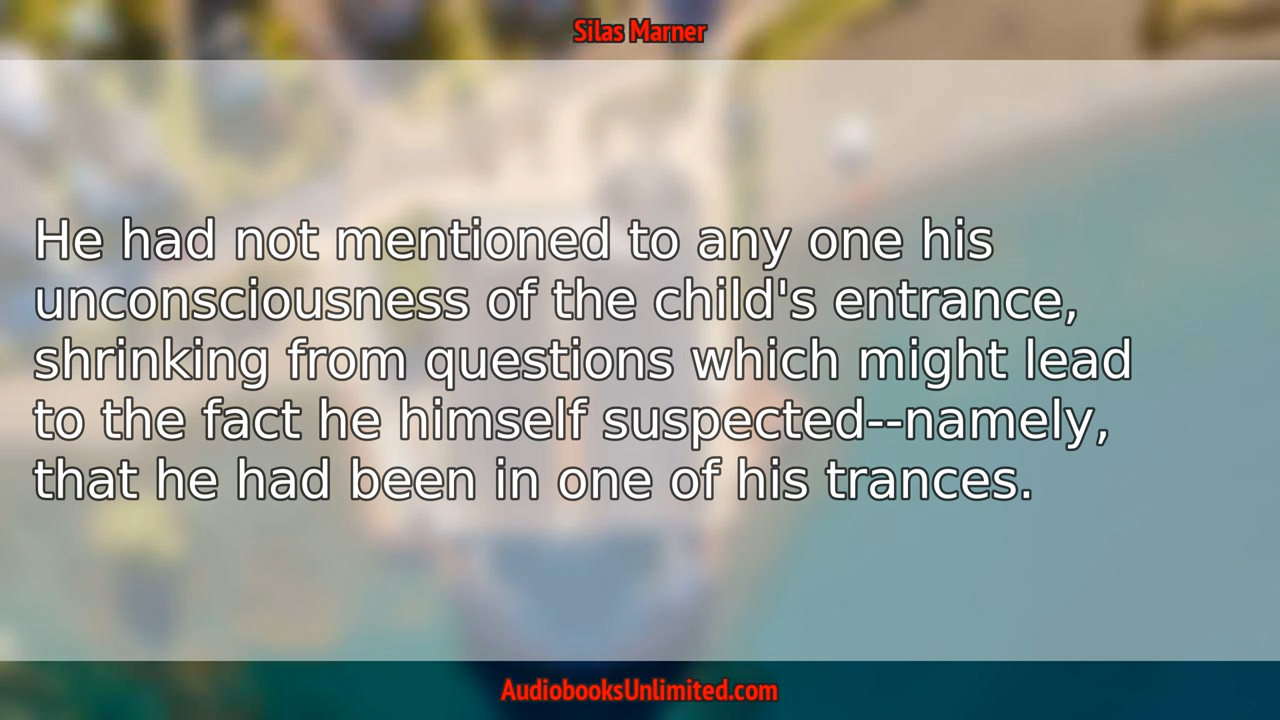 Silas Marner
He had not mentioned to any one his
unconsciousness of the child's entrance,
shrinking from questions which might lead
to the fact he himself suspected--namely,
that he had been in one of his trances.
AudiobooksUnlimited.com